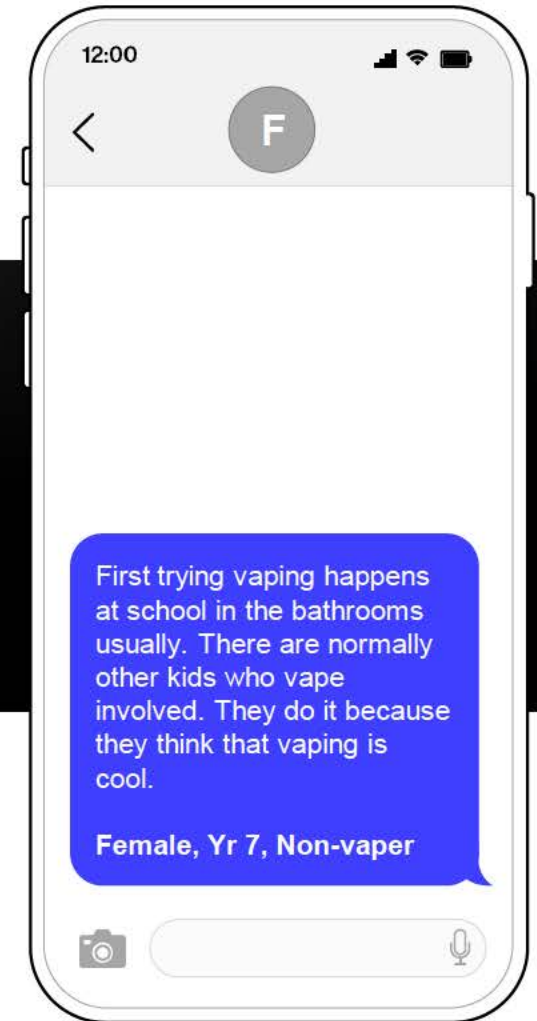 12:00
F
First trying vaping happens
at school in the bathrooms
usually. There are normally
other kids who vape
involved. They do it because
they think that vaping is
cool.
Female, Yr 7, Non-vaper